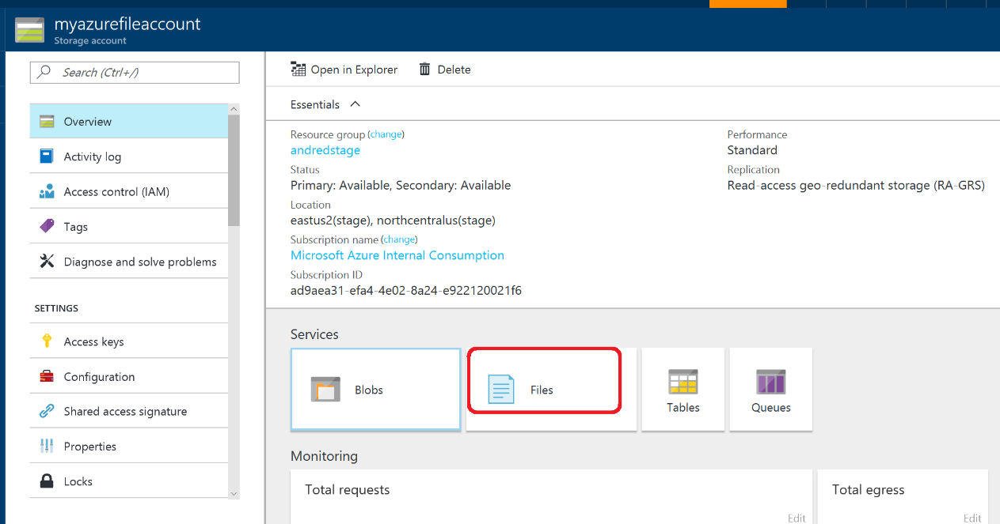 myazurefileaccount
Storage account
Search (Ctrl+/)
Overview
Activity log
Access control (IAM)
Tags
Diagnose and solve problems
SETTINGS
Access keys
Configuration
Shared access signature
Properties
Locks
Open in Explorer
Delete
Essentials
Resource group (change)
andredstage
Status
Primary: Available, Secondary: Available
Location
eastus2(stage), northcentralus(stage)
Subscription name (change)
Microsoft Azure Internal Consumption
Subscription ID
ad9aea31-efa4-4e02-8a24-e922120021f6
Performance
Standard
Replication
Read-access geo-redundant storage (RA-GRS)
Services
Blobs
Files
Tables
Queues
Monitoring
Total requests
Edit
Total egress
Edit